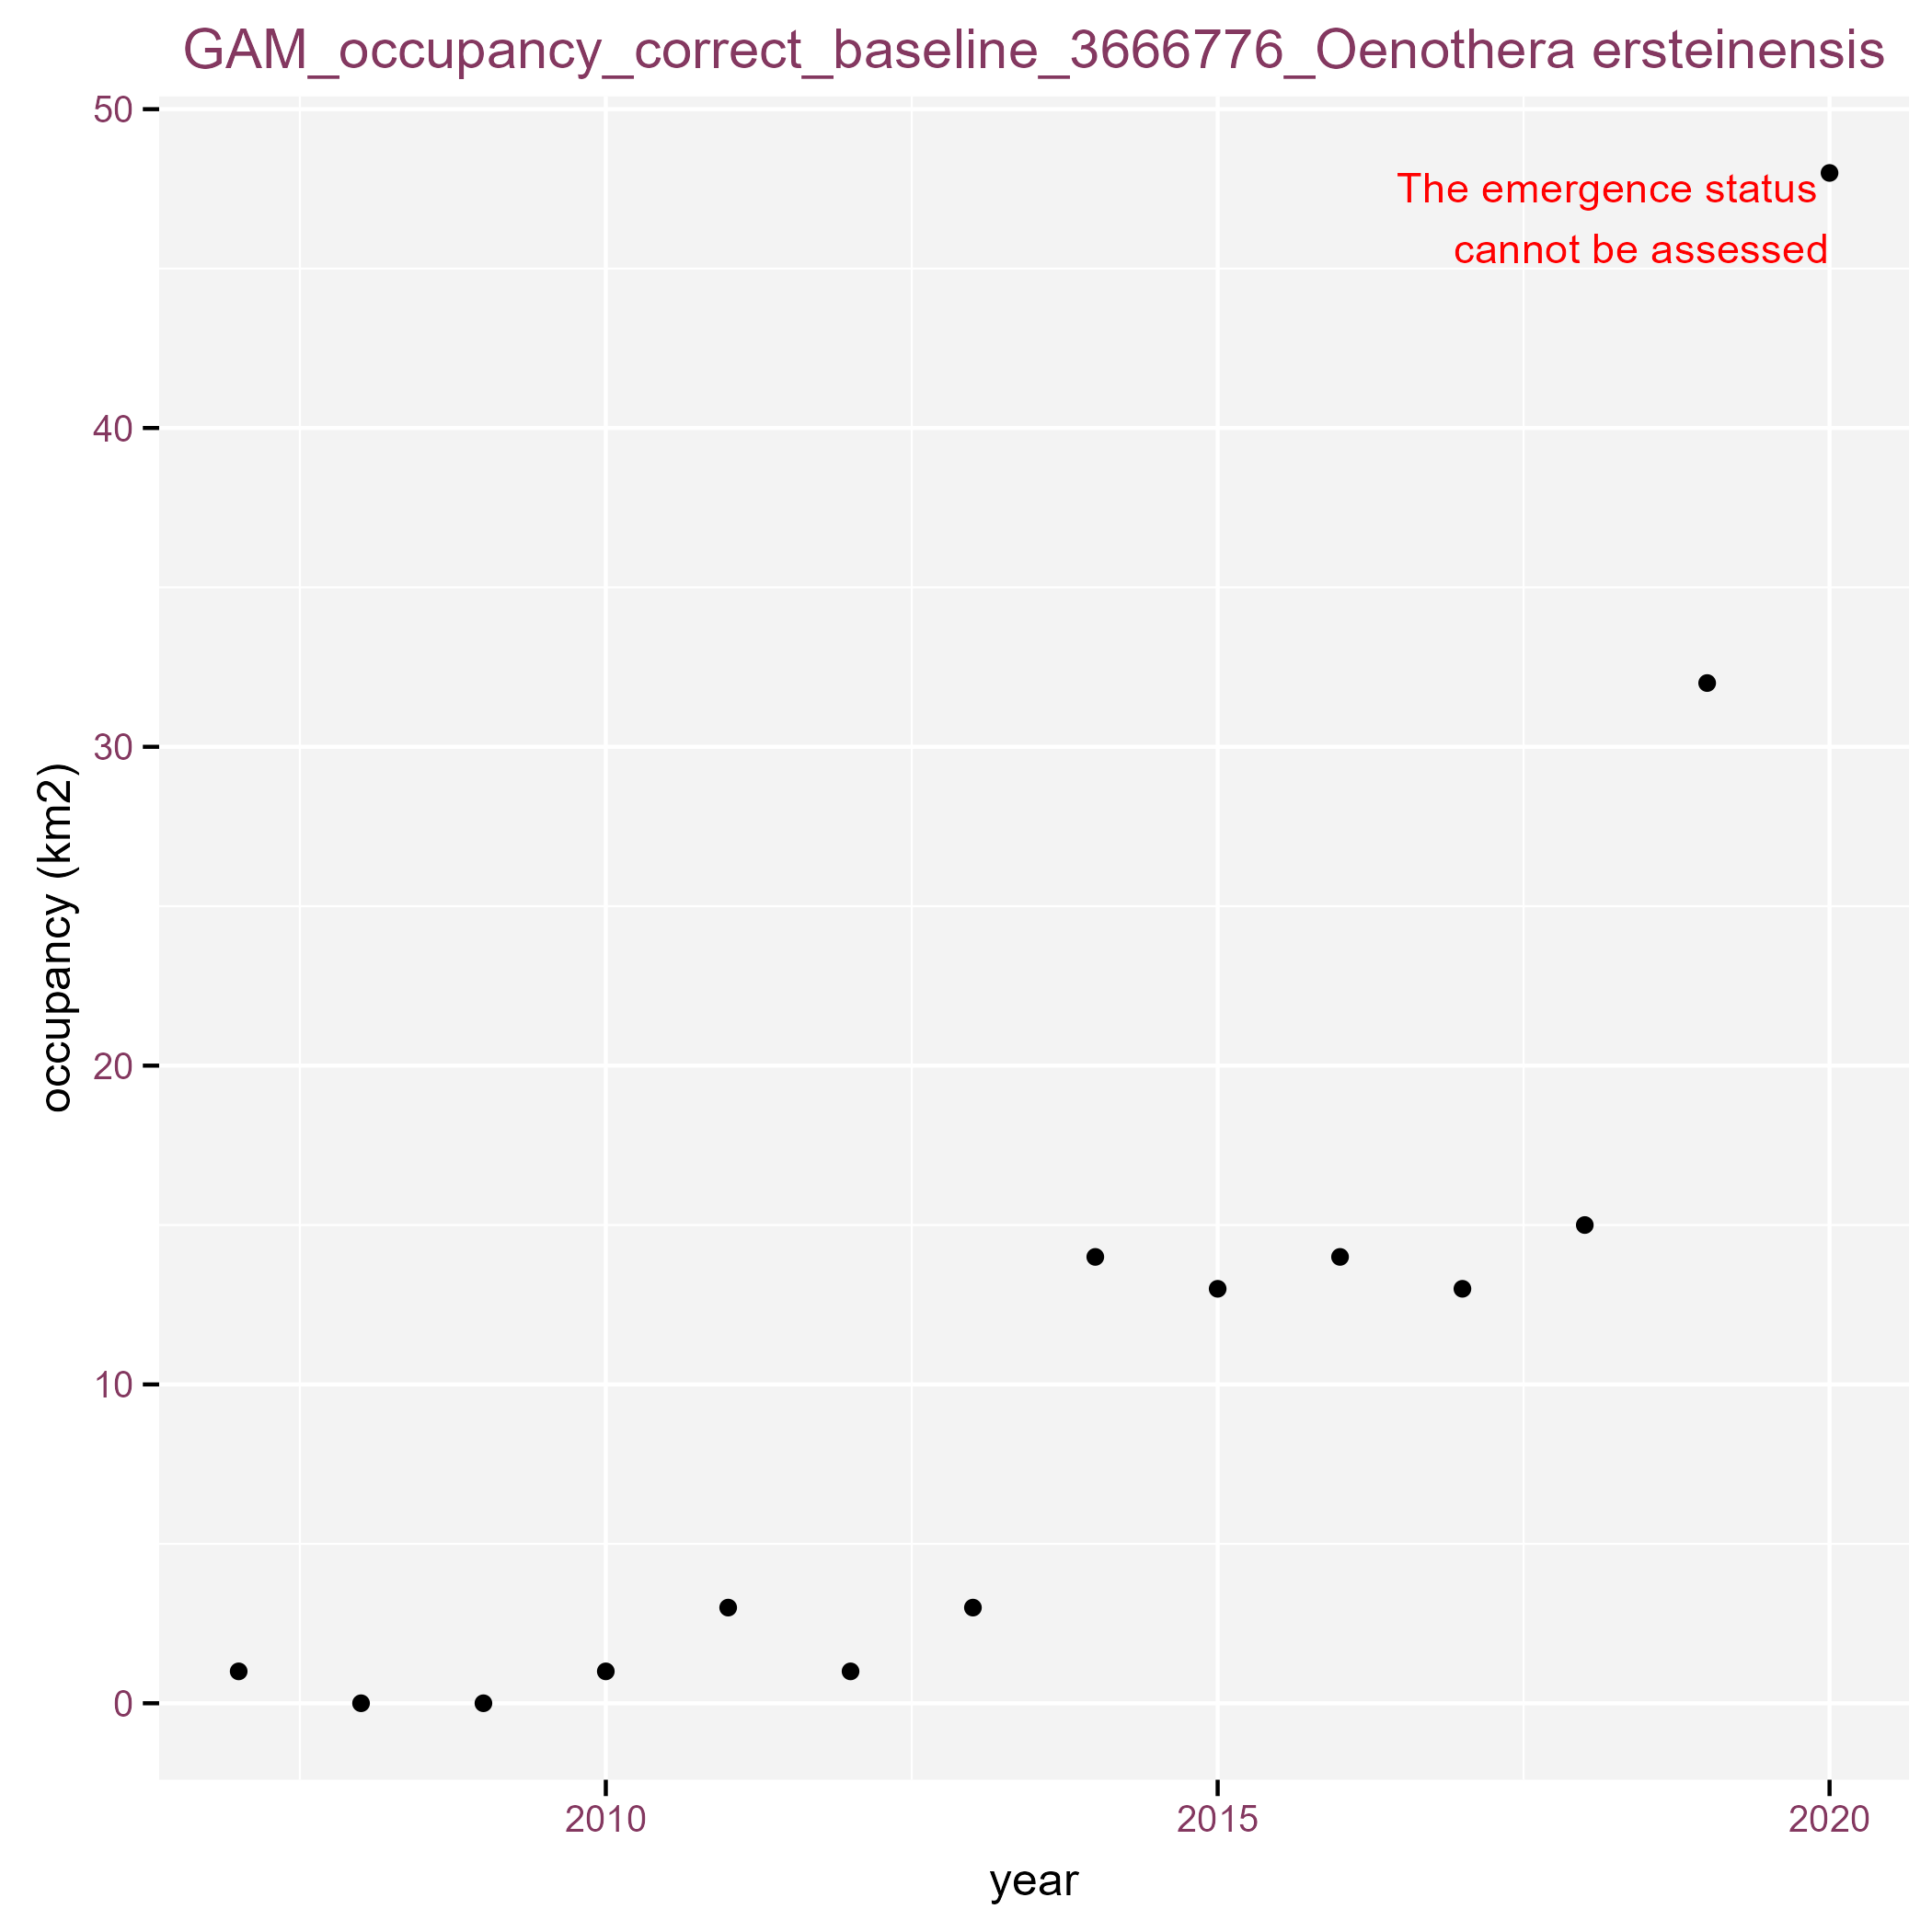 GAM_occupancy_correct_baseline_3666776_Oenothera ersteinensis
50
The emergence status
cannot be assessed
40
30
20
10
0
occupancy (km2)
2010 2015 2020
year